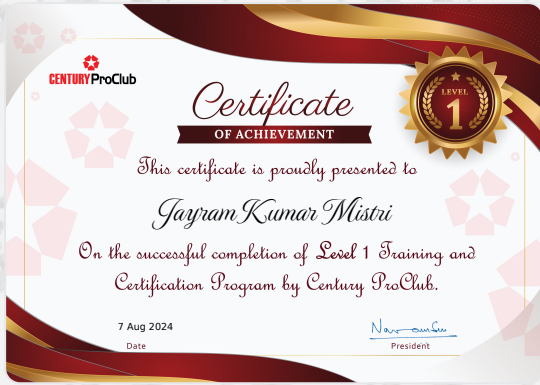 CENTURY ProClub
Certificate
OF ACHIEVEMENT
LEVEL
1
This certificate is proudly presented to
Jayram Kumar Mistri
On the successful completion of Level 1 Training and
Certification Program by Century ProClub.
7 Aug 2024
Date
President